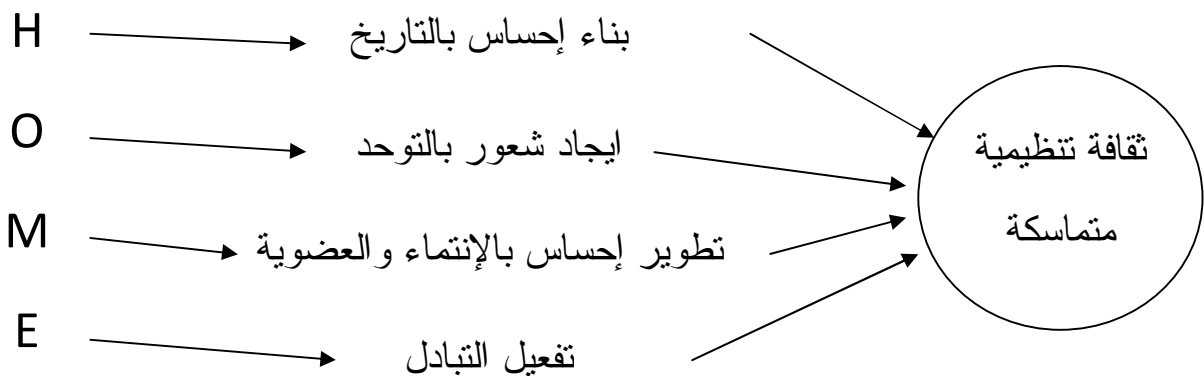 H بناء إحساس بالتاريخ
O ايجاد شعور بالتوحد
M تطوير إحساس بالإنتماء والعضوية
E تفعيل التبادل
ثقافة تنظيمية
متماسكة